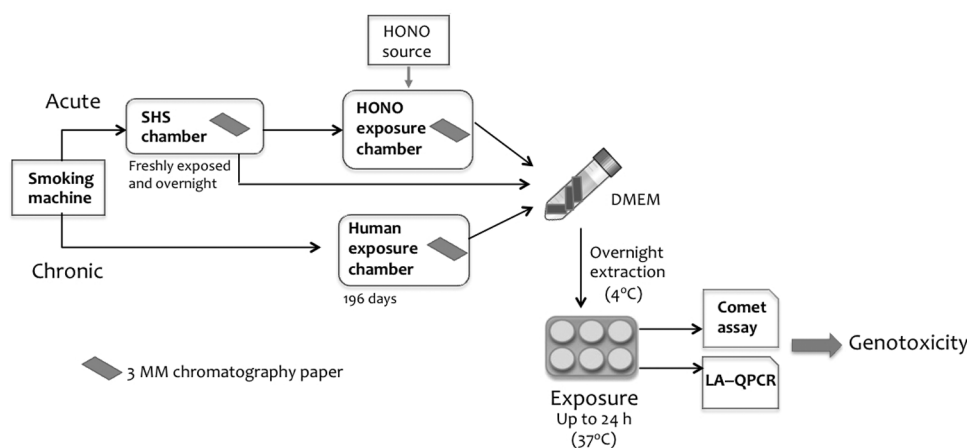 HONO
source
Acute
SHS
chamber
HONO
exposure
chamber
Freshly exposed
and overnight
Smoking
machine
DMEM
Human
exposure
chamber
Chronic
196 days
Overnight
extraction
(4°C)
Comet
assay
Genotoxicity
LA–QPCR
3 MM chromatography paper
Exposure
Up to 24 h
(37°C)